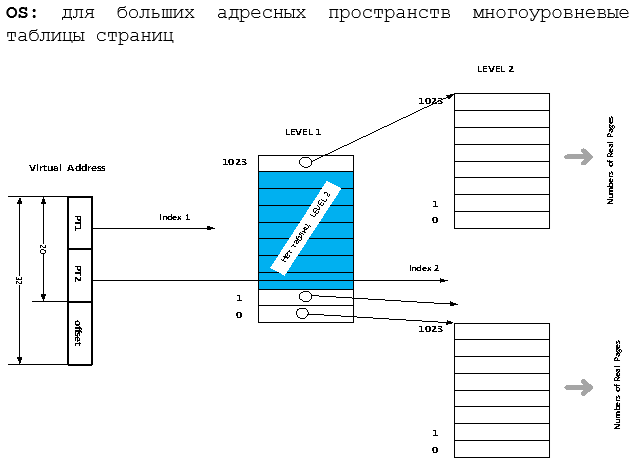 OS: для больших адресных пространств многоуровневые
таблицы страниц
LEVEL 2
1023
LEVEL 1
1023
Numbers of Real Pages
Virtual Address
Нет таблиц LEVEL 2
1
0
PT1
Index 1
20
32
PT2
Index 2
1
0
1023
offset
Numbers of Real Pages
1
0